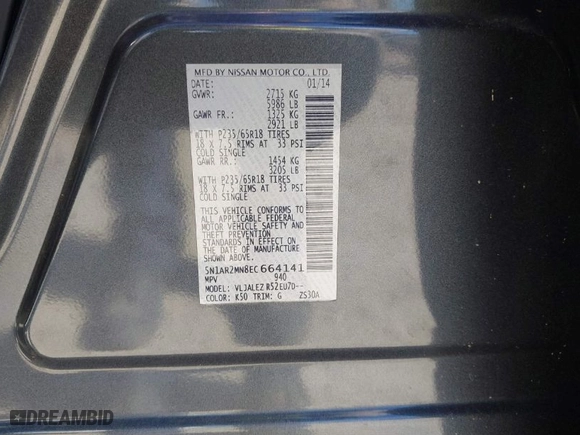 MFD BY NISSAN MOTOR CO., LTD.
DATE: 01/14
GVWR: 2715 KG
5986 LB
GAWR FR.: 1325 KG
2921 LB
WITH P235/65R18 TIRES
18 X 7.5 RIMS AT 33 PSI
COLD SINGLE
GAWR RR.: 1454 KG
3205 LB
WITH P235/65R18 TIRES
18 X 7.5 RIMS AT 33 PSI
COLD SINGLE
THIS VEHICLE CONFORMS TO
ALL APPLICABLE FEDERAL
MOTOR VEHICLE SAFETY
AND THEFT PREVENTION
STANDARDS IN EFFECT ON
THE DATE OF MANUFACTURE
SHOWN ABOVE.
5N1AR2MN8EC664141
MPV 940
MODEL: VLJALEZ R52EU7D--
COLOR: K50 TRIM: G ZS30A
DREAMBID